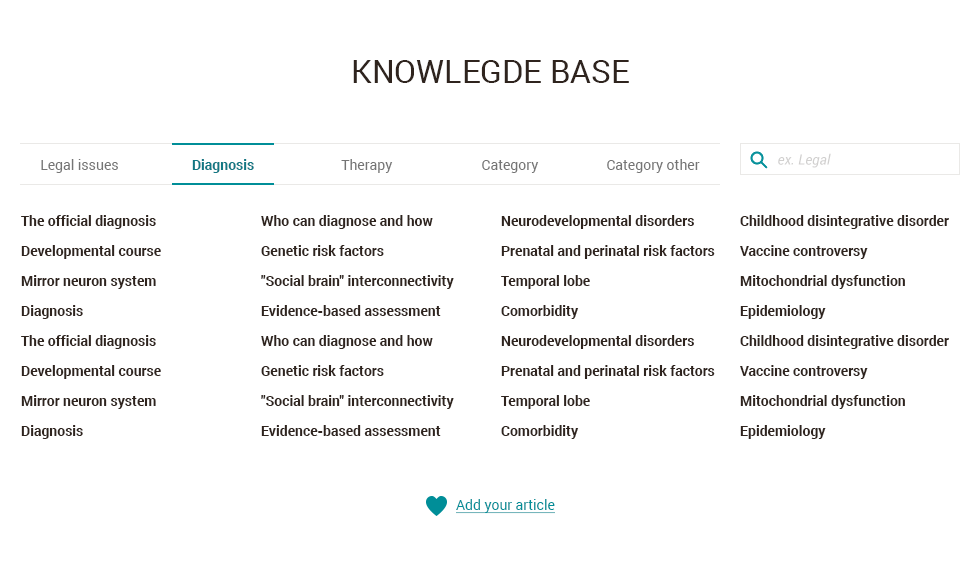 KNOWLEGDE BASE
Legal issues Diagnosis Therapy Category Category other ex. Legal
The official diagnosis Who can diagnose and how Neurodevelopmental disorders Childhood disintegrative disorder
Developmental course Genetic risk factors Prenatal and perinatal risk factors Vaccine controversy
Mirror neuron system "Social brain" interconnectivity Temporal lobe Mitochondrial dysfunction
Diagnosis Evidence-based assessment Comorbidity Epidemiology
The official diagnosis Who can diagnose and how Neurodevelopmental disorders Childhood disintegrative disorder
Developmental course Genetic risk factors Prenatal and perinatal risk factors Vaccine controversy
Mirror neuron system "Social brain" interconnectivity Temporal lobe Mitochondrial dysfunction
Diagnosis Evidence-based assessment Comorbidity Epidemiology
Add your article